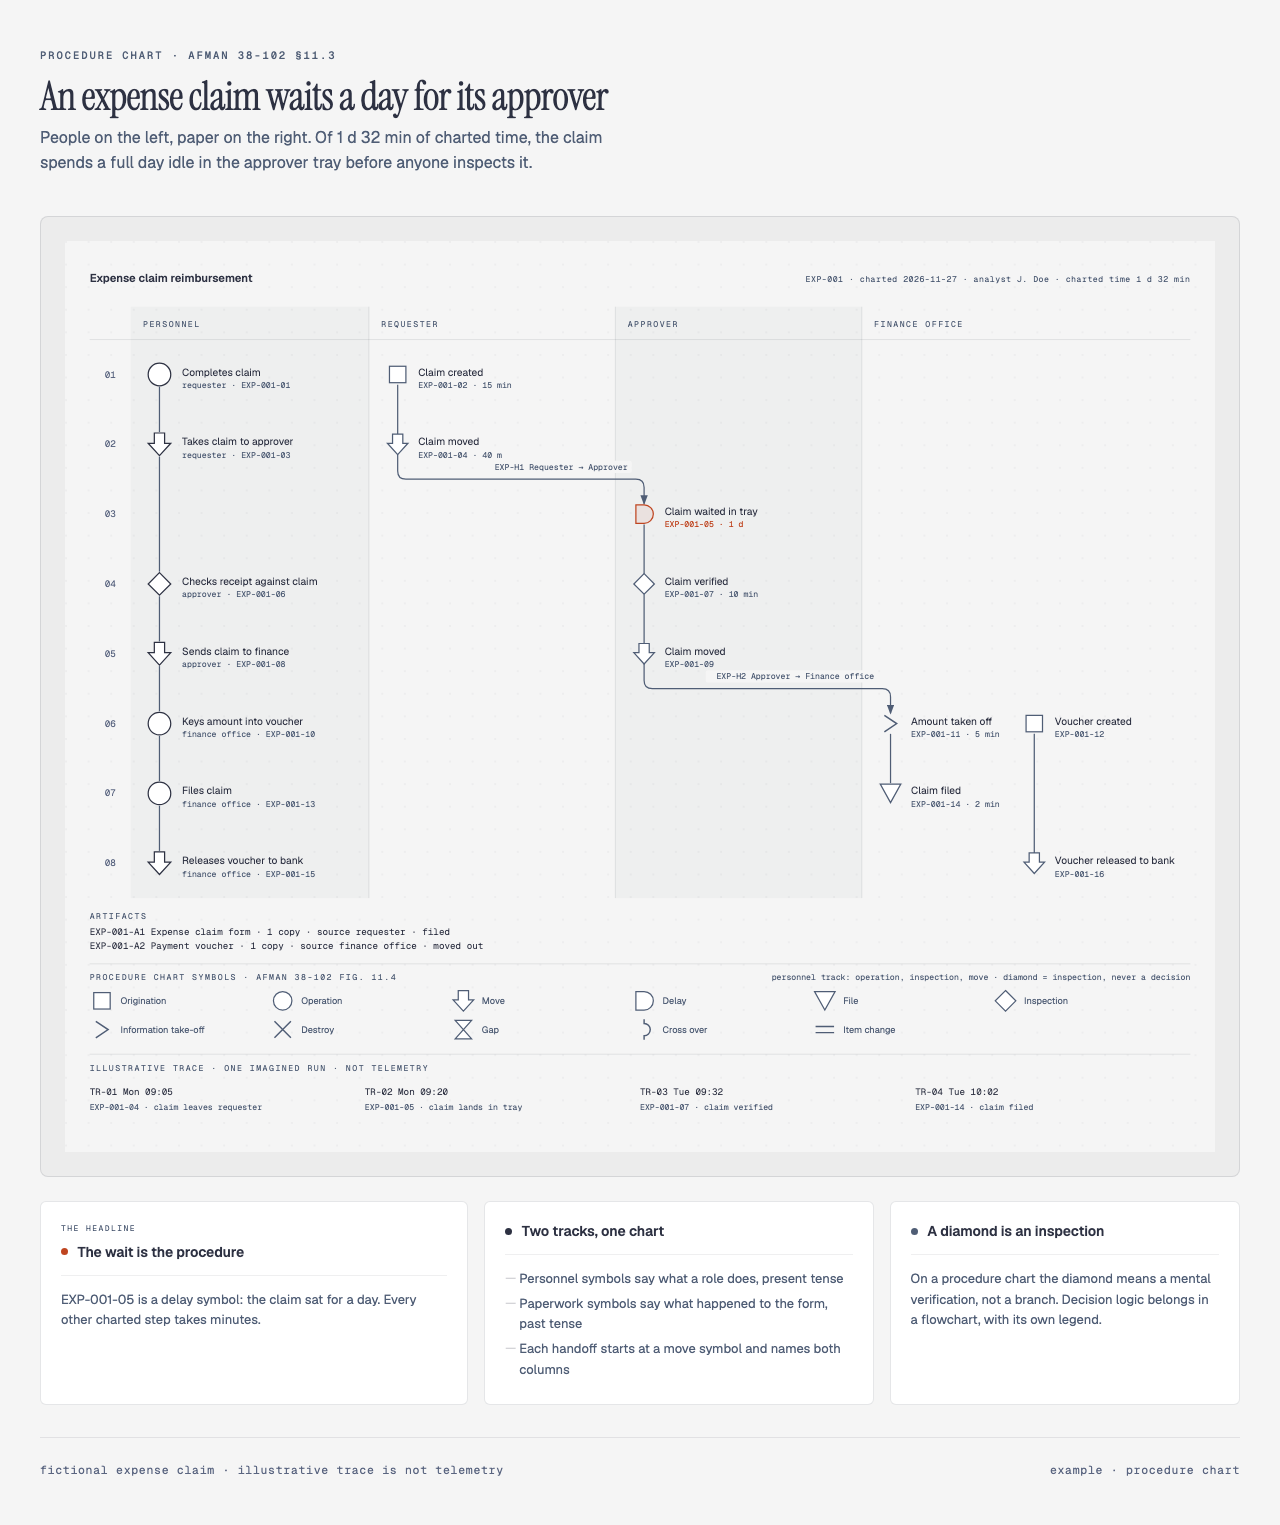 PROCEDURE CHART · AFMAN 38-102 §11.3
An expense claim waits a day for its approver
People on the left, paper on the right. Of 1 d 32 min of charted time, the claim
spends a full day idle in the approver tray before anyone inspects it.
Expense claim reimbursement
EXP-001 · charted 2026-11-27 · analyst J. Doe · charted time 1 d 32 min
PERSONNEL
REQUESTER
APPROVER
FINANCE OFFICE
01
Completes claim
requester · EXP-001-01
Claim created
EXP-001-02 · 15 min
02
Takes claim to approver
requester · EXP-001-03
Claim moved
EXP-001-04 · 40 m
EXP-H1 Requester → Approver
03
Claim waited in tray
EXP-001-05 · 1 d
04
Checks receipt against claim
approver · EXP-001-06
Claim verified
EXP-001-07 · 10 min
05
Sends claim to finance
approver · EXP-001-08
Claim moved
EXP-001-09
EXP-H2 Approver → Finance office
06
Keys amount into voucher
finance office · EXP-001-10
Amount taken off
EXP-001-11 · 5 min
Voucher created
EXP-001-12
07
Files claim
finance office · EXP-001-13
Claim filed
EXP-001-14 · 2 min
08
Releases voucher to bank
finance office · EXP-001-15
Voucher released to bank
EXP-001-16
ARTIFACTS
EXP-001-A1 Expense claim form · 1 copy · source requester · filed
EXP-001-A2 Payment voucher · 1 copy · source finance office · moved out
PROCEDURE CHART SYMBOLS · AFMAN 38-102 FIG. 11.4
personnel track: operation, inspection, move · diamond = inspection, never a decision
Origination
Operation
Move
Delay
File
Inspection
Information take-off
Destroy
Gap
Cross over
Item change
ILLUSTRATIVE TRACE · ONE IMAGINED RUN · NOT TELEMETRY
TR-01 Mon 09:05
EXP-001-04 · claim leaves requester
TR-02 Mon 09:20
EXP-001-05 · claim lands in tray
TR-03 Tue 09:32
EXP-001-07 · claim verified
TR-04 Tue 10:02
EXP-001-14 · claim filed
THE HEADLINE
The wait is the procedure
EXP-001-05 is a delay symbol: the claim sat for a day. Every
other charted step takes minutes.
Two tracks, one chart
— Personnel symbols say what a role does, present tense
— Paperwork symbols say what happened to the form,
past tense
— Each handoff starts at a move symbol and names both
columns
A diamond is an inspection
On a procedure chart the diamond means a mental
verification, not a branch. Decision logic belongs in
a flowchart, with its own legend.
fictional expense claim · illustrative trace is not telemetry
example · procedure chart